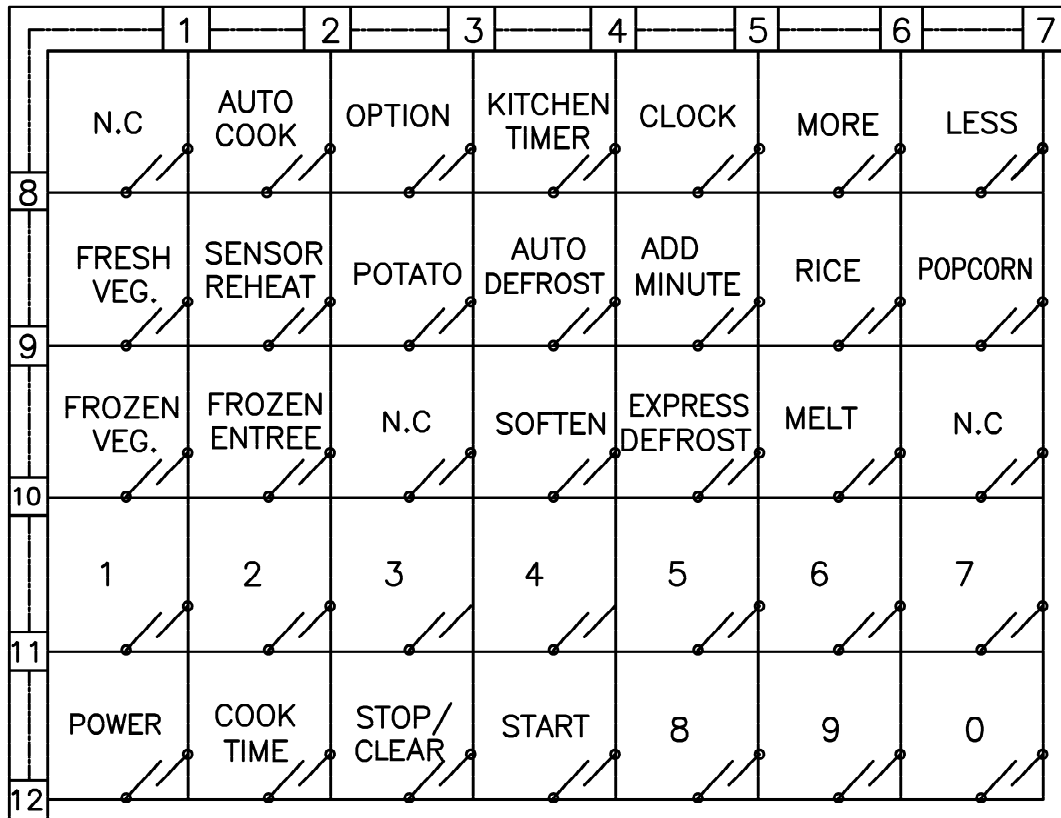 1 2 3 4 5 6 7
N.C AUTO COOK OPTION KITCHEN TIMER CLOCK MORE LESS
8
FRESH VEG. SENSOR REHEAT POTATO AUTO DEFROST ADD MINUTE RICE POPCORN
9
FROZEN VEG. FROZEN ENTREE N.C SOFTEN EXPRESS DEFROST MELT N.C
10
1 2 3 4 5 6 7
11
POWER COOK TIME STOP/ CLEAR START 8 9 0
12